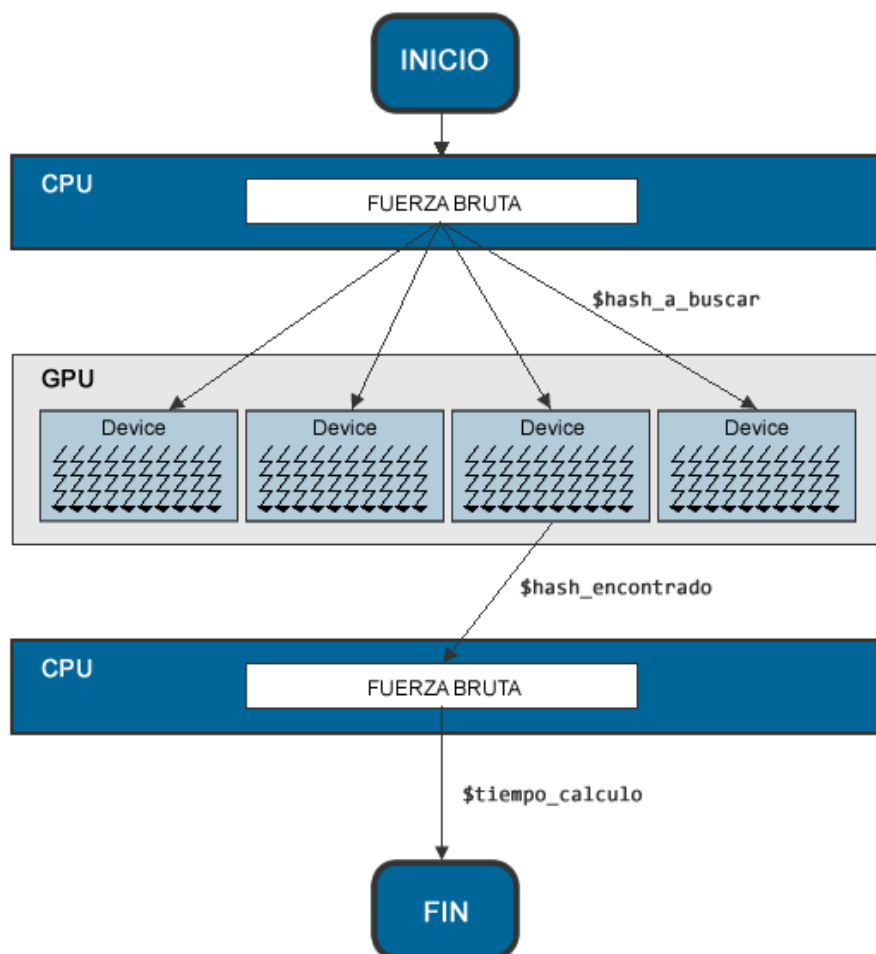 INICIO
CPU
FUERZA BRUTA
$hash_a_buscar
GPU
Device
Device
Device
Device
$hash_encontrado
CPU
FUERZA BRUTA
$tiempo_calculo
FIN